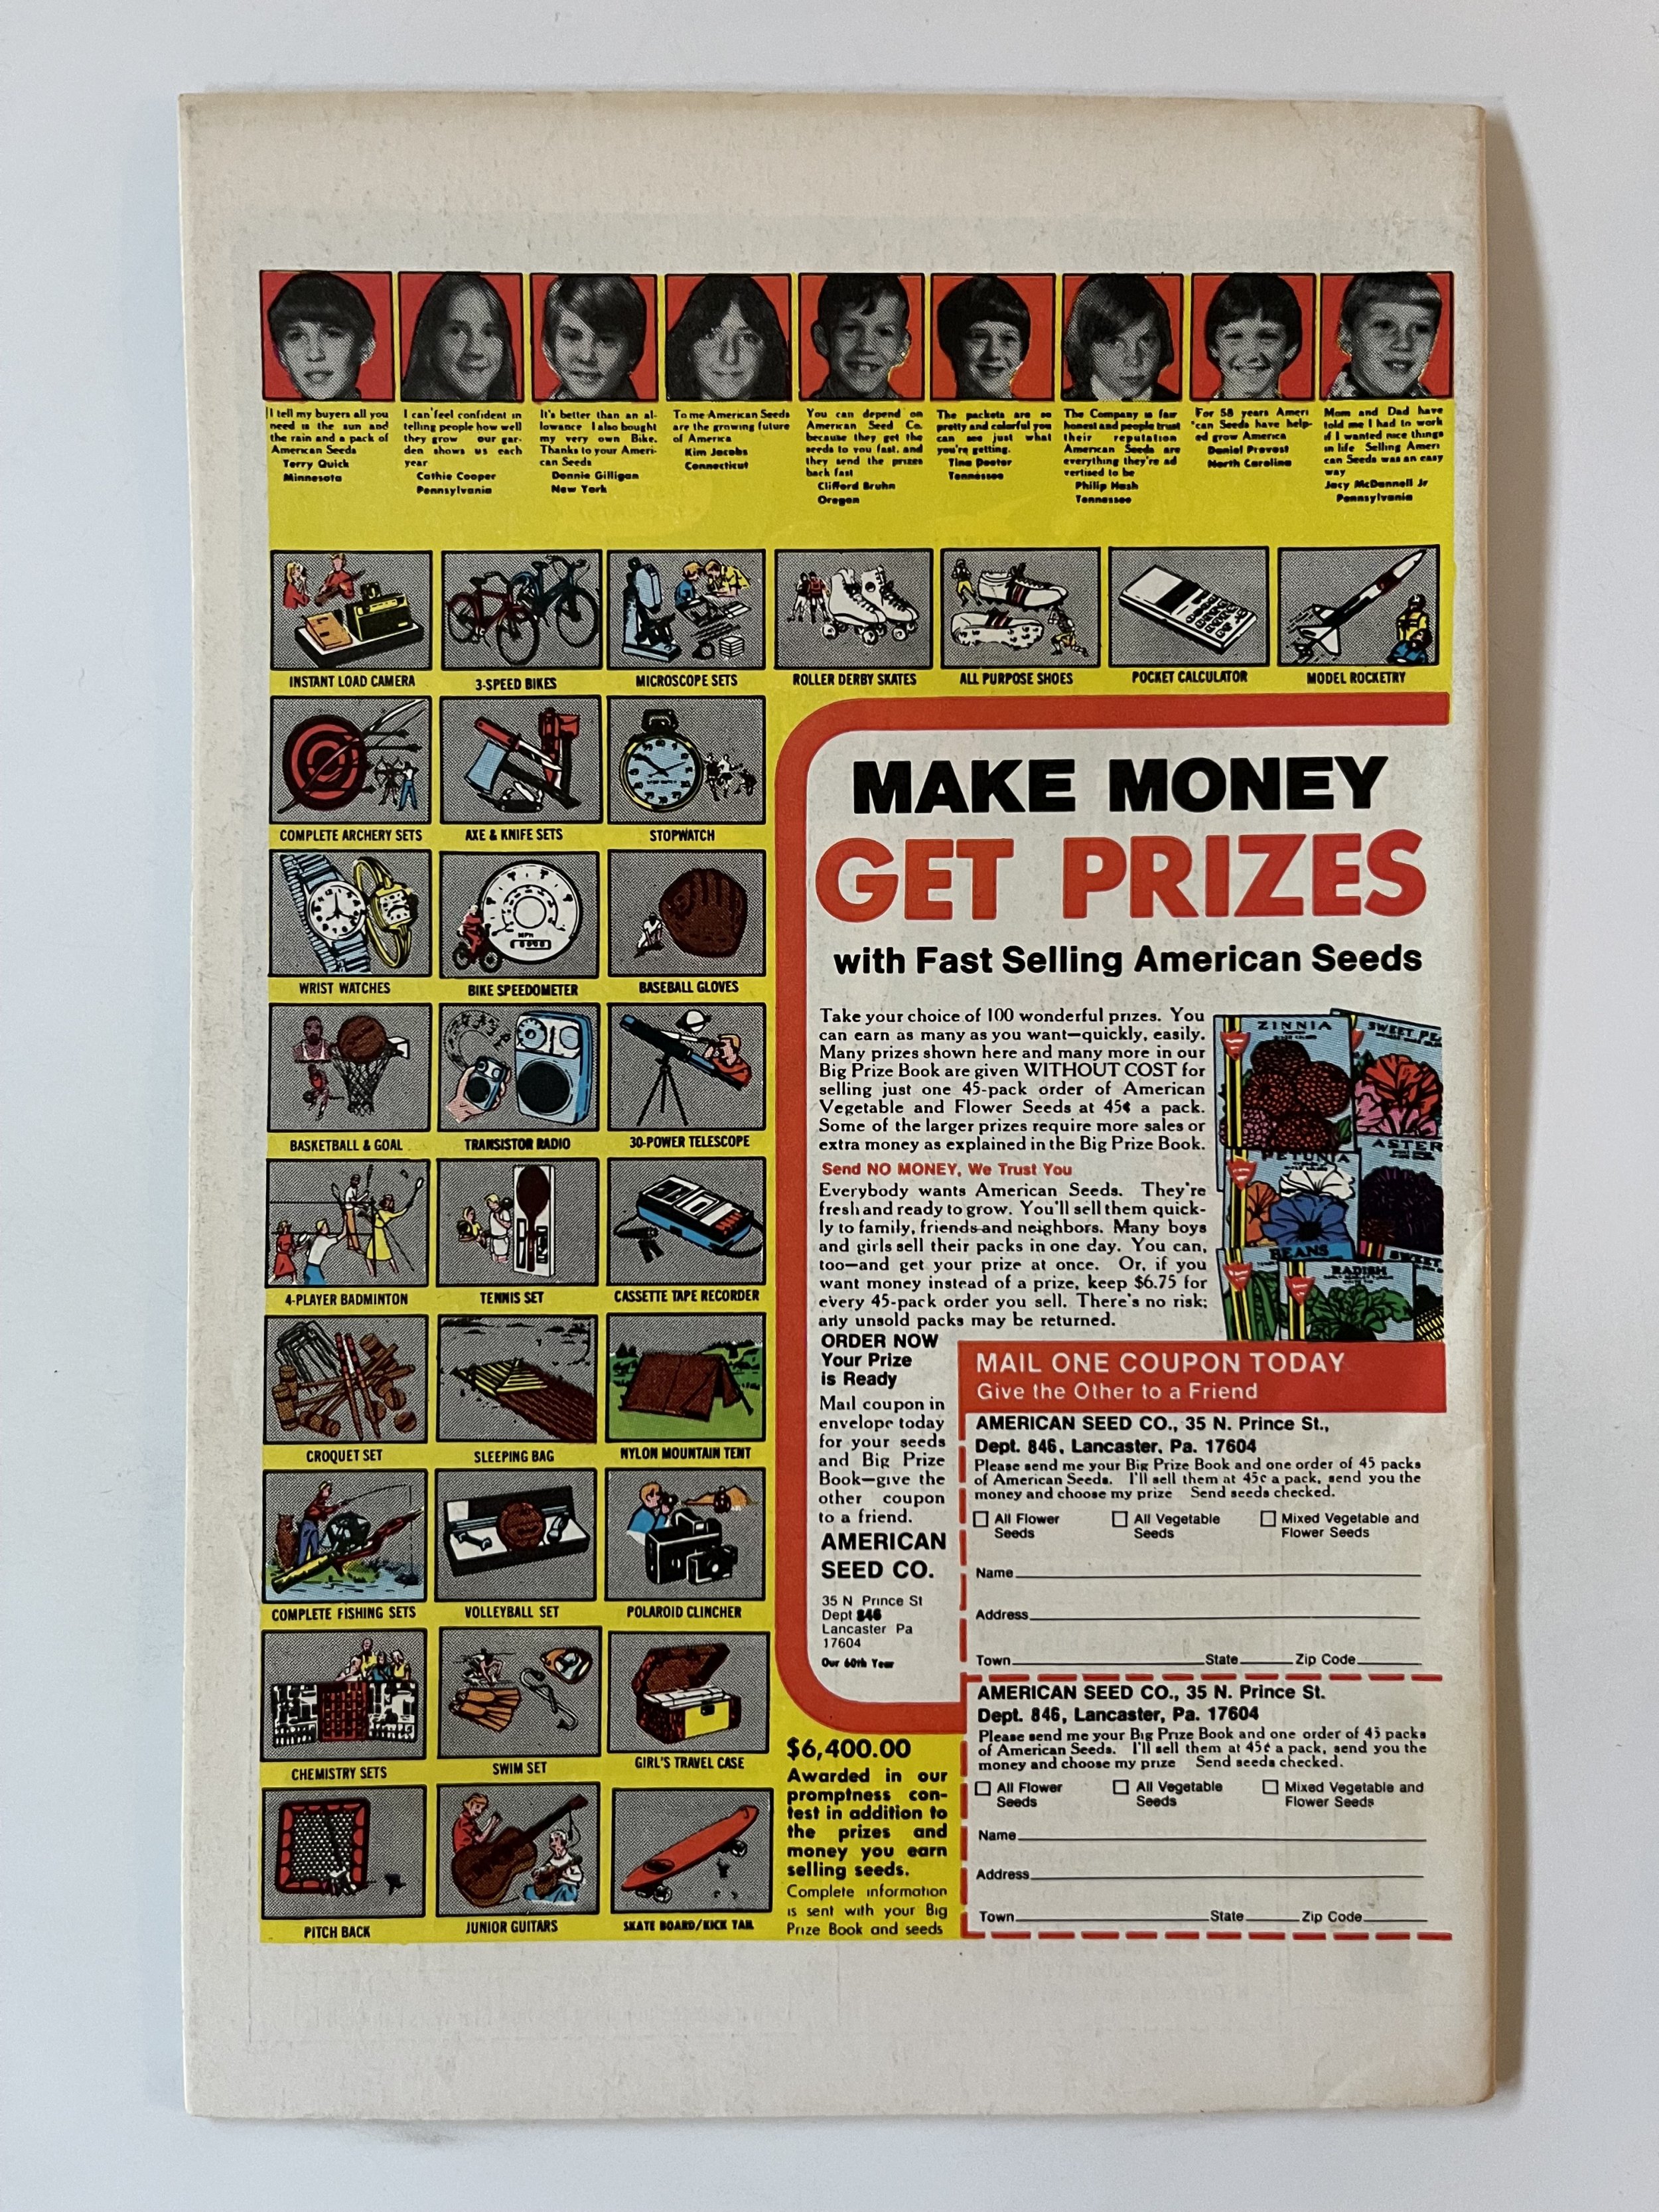 I tell my buyers all you
need is the sun and
the rain and a pack of
American Seeds
Terry Quick
Minnesota
I can feel confident in
telling people how well
they grow our gar-
den shows us each
year
Cathie Cooper
Pennsylvania
It's better than an al-
lowance I also bought
my very own Bike.
Thanks to your Ameri-
can Seeds
Donnie Gilligan
New York
To me American Seeds
are the growing future
of America
Kim Jacobs
Connecticut
You can depend on
American Seed Co.
because they get the
seeds to you fast, and
they send the prizes
back fast
Clifford Bruhn
Oregon
The packets are so
pretty and colorful you
can see just what
you're getting.
Tina Deeter
Tennessee
The Company is fair
honest and people trust
their reputation
American Seeds are
everything they're ad
vertised to be
Philip Hash
Tennessee
For 58 years Ameri
can Seeds have help-
ed grow America
Daniel Provost
North Carolina
Mom and Dad have
told me I had to work
if I wanted nice things
in life Selling Ameri
can Seeds was an easy
way
Jacy McDannell Jr
Pennsylvania
INSTANT LOAD CAMERA
3-SPEED BIKES
MICROSCOPE SETS
ROLLER DERBY SKATES
ALL PURPOSE SHOES
POCKET CALCULATOR
MODEL ROCKETRY
COMPLETE ARCHERY SETS
AXE & KNIFE SETS
STOPWATCH
WRIST WATCHES
MPH
BIKE SPEEDOMETER
BASEBALL GLOVES
BASKETBALL & GOAL
TRANSISTOR RADIO
30-POWER TELESCOPE
4-PLAYER BADMINTON
TENNIS SET
CASSETTE TAPE RECORDER
CROQUET SET
SLEEPING BAG
NYLON MOUNTAIN TENT
COMPLETE FISHING SETS
VOLLEYBALL SET
POLAROID CLINCHER
CHEMISTRY SETS
SWIM SET
GIRL'S TRAVEL CASE
PITCH BACK
JUNIOR GUITARS
SKATE BOARD/KICK TAIL
MAKE MONEY
GET PRIZES
with Fast Selling American Seeds
Take your choice of 100 wonderful prizes. You
can earn as many as you want—quickly, easily.
Many prizes shown here and many more in our
Big Prize Book are given WITHOUT COST for
selling just one 45-pack order of American
Vegetable and Flower Seeds at 45¢ a pack.
Some of the larger prizes require more sales or
extra money as explained in the Big Prize Book.
Send NO MONEY, We Trust You
Everybody wants American Seeds. They're
fresh and ready to grow. You'll sell them quick-
ly to family, friends and neighbors. Many boys
and girls sell their packs in one day. You can,
too—and get your prize at once. Or, if you
want money instead of a prize, keep $6.75 for
every 45-pack order you sell. There's no risk;
any unsold packs may be returned.
ZINNIA
SWEET PE
ASTER
PETUNIA
BEANS
SWEET
RADISH
ORDER NOW
Your Prize
is Ready
Mail coupon in
envelope today
for your seeds
and Big Prize
Book—give the
other coupon
to a friend.
AMERICAN
SEED CO.
35 N Prince St
Dept 846
Lancaster Pa
17604
Our 60th Year
MAIL ONE COUPON TODAY
Give the Other to a Friend
AMERICAN SEED CO., 35 N. Prince St.,
Dept. 846, Lancaster, Pa. 17604
Please send me your Big Prize Book and one order of 45 packs
of American Seeds. I'll sell them at 45¢ a pack, send you the
money and choose my prize Send seeds checked.
All Flower Seeds
All Vegetable Seeds
Mixed Vegetable and Flower Seeds
Name
Address
Town State Zip Code
AMERICAN SEED CO., 35 N. Prince St.
Dept. 846, Lancaster, Pa. 17604
Please send me your Big Prize Book and one order of 45 packs
of American Seeds. I'll sell them at 45¢ a pack, send you the
money and choose my prize Send seeds checked.
All Flower Seeds
All Vegetable Seeds
Mixed Vegetable and Flower Seeds
Name
Address
Town State Zip Code
$6,400.00
Awarded in our
promptness con-
test in addition to
the prizes and
money you earn
selling seeds.
Complete information
is sent with your Big
Prize Book and seeds